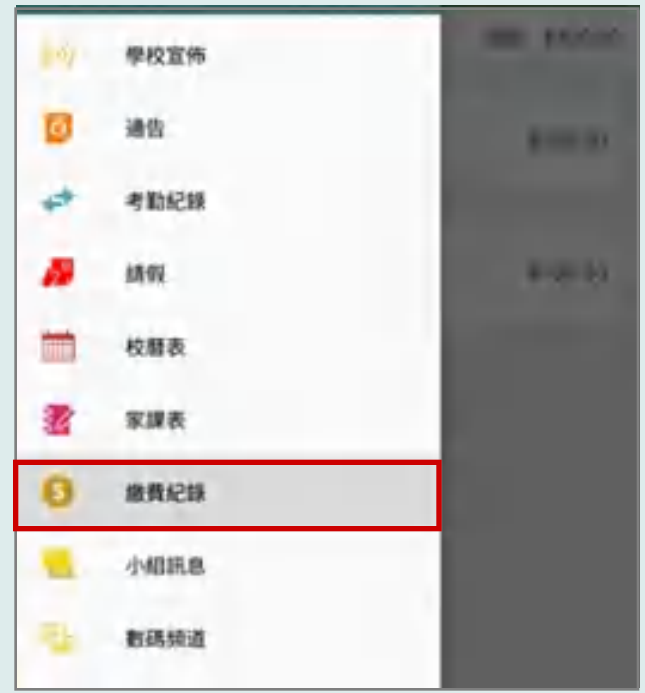 學校宣佈
通告
考勤紀錄
請假
校曆表
家課表
繳費紀錄
小組訊息
數碼頻道